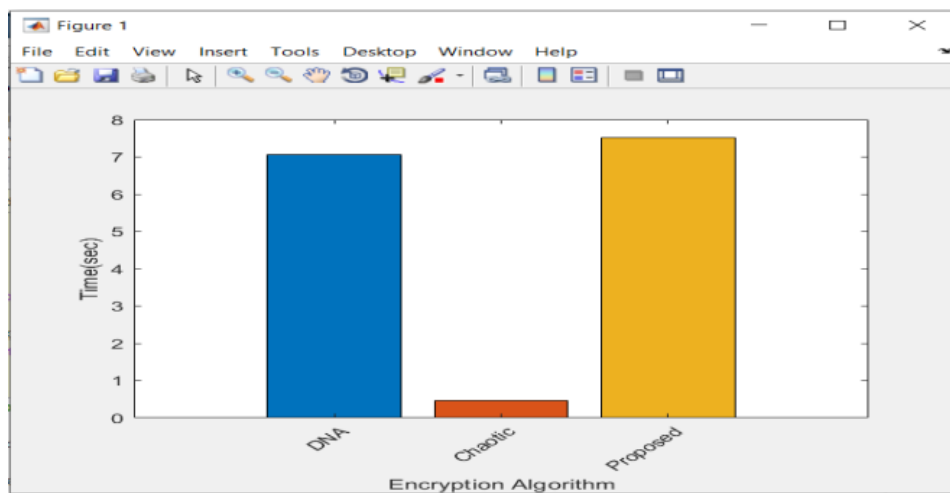 Figure 1
File Edit View Insert Tools Desktop Window Help
8
7
6
5
4
3
2
1
0
Time(sec)
DNA Chaotic Proposed
Encryption Algorithm